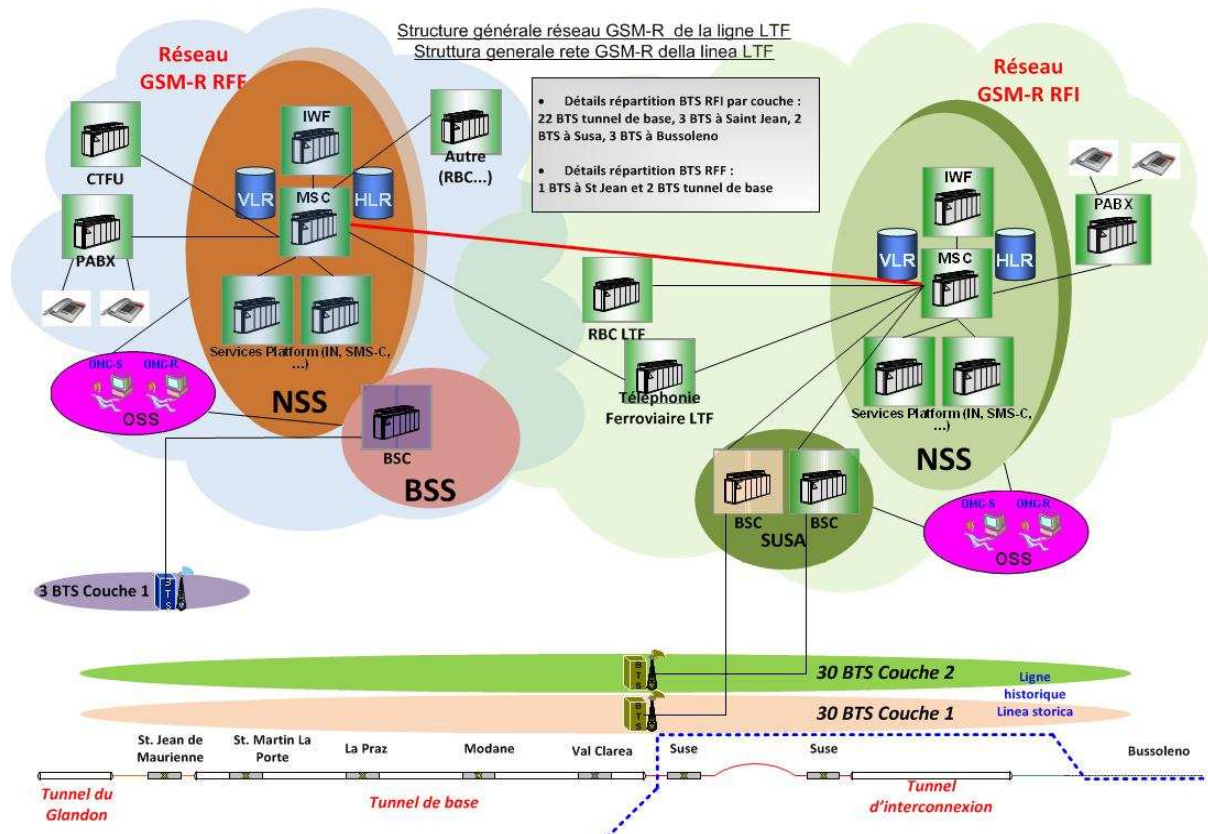 Structure générale réseau GSM-R de la ligne LTF
Struttura generale rete GSM-R della linea LTF
Réseau
GSM-R RFF
Réseau
GSM-R RFI
• Détails répartition BTS RFI par couche :
22 BTS tunnel de base, 3 BTS à Saint Jean, 2
BTS à Susa, 3 BTS à Bussoleno
• Détails répartition BTS RFF :
1 BTS à St Jean et 2 BTS tunnel de base
CTFU
IWF
Autre
(RBC...)
VLR
MSC
HLR
PABX
Services Platform (IN, SMS-C,
...)
NSS
OMC-S
OMC-R
OSS
BSC
BSS
IWF
PABX
VLR
MSC
HLR
RBC LTF
Téléphonie
Ferroviaire LTF
Services Platform (IN, SMS-C,
...)
NSS
BSC
BSC
SUSA
OMC-S
OMC-R
OSS
3 BTS Couche 1
BTS
BTS
30 BTS Couche 2
BTS
30 BTS Couche 1
Ligne
historique
Linea storica
St. Jean de
Maurienne
St. Martin La
Porte
La Praz
Modane
Val Clarea
Suse
Suse
Bussoleno
Tunnel du
Glandon
Tunnel de base
Tunnel
d'interconnexion